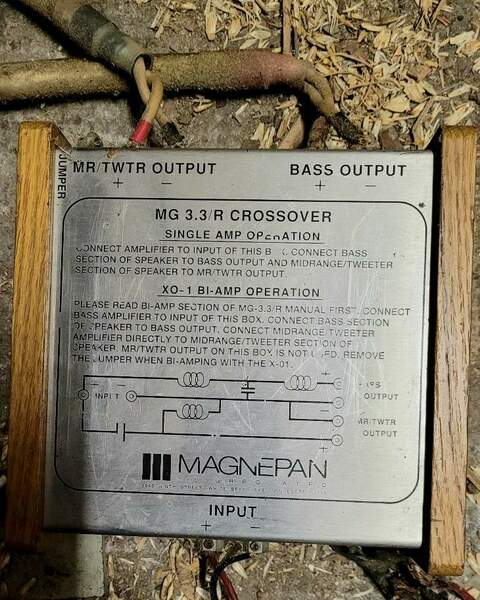 JUMPER
MR/TWTR OUTPUT
BASS OUTPUT
+ −
+ −
MG 3.3/R CROSSOVER
SINGLE AMP OPERATION
CONNECT AMPLIFIER TO INPUT OF THIS CONNECT BASS
SECTION OF SPEAKER TO BASS OUTPUT AND MIDRANGE/TWEETER
SECTION OF SPEAKER TO MR/TWTR OUTPUT.
XO-1 BI-AMP OPERATION
PLEASE READ BI-AMP SECTION OF MG-3.3/R MANUAL FIRST. CONNECT
BASS AMPLIFIER TO INPUT OF THIS BOX. CONNECT BASS SECTION
OF SPEAKER TO BASS OUTPUT. CONNECT MIDRANGE/TWEETER
AMPLIFIER DIRECTLY TO MIDRANGE/TWEETER SECTION OF
SPEAKER. MR/TWTR OUTPUT ON THIS BOX IS NOT REMOVE
THE JUMPER WHEN BI-AMPING WITH THE X-01.
INPUT
OUTPUT
MR/TWTR
OUTPUT
MAGNEPAN
INPUT
+ −